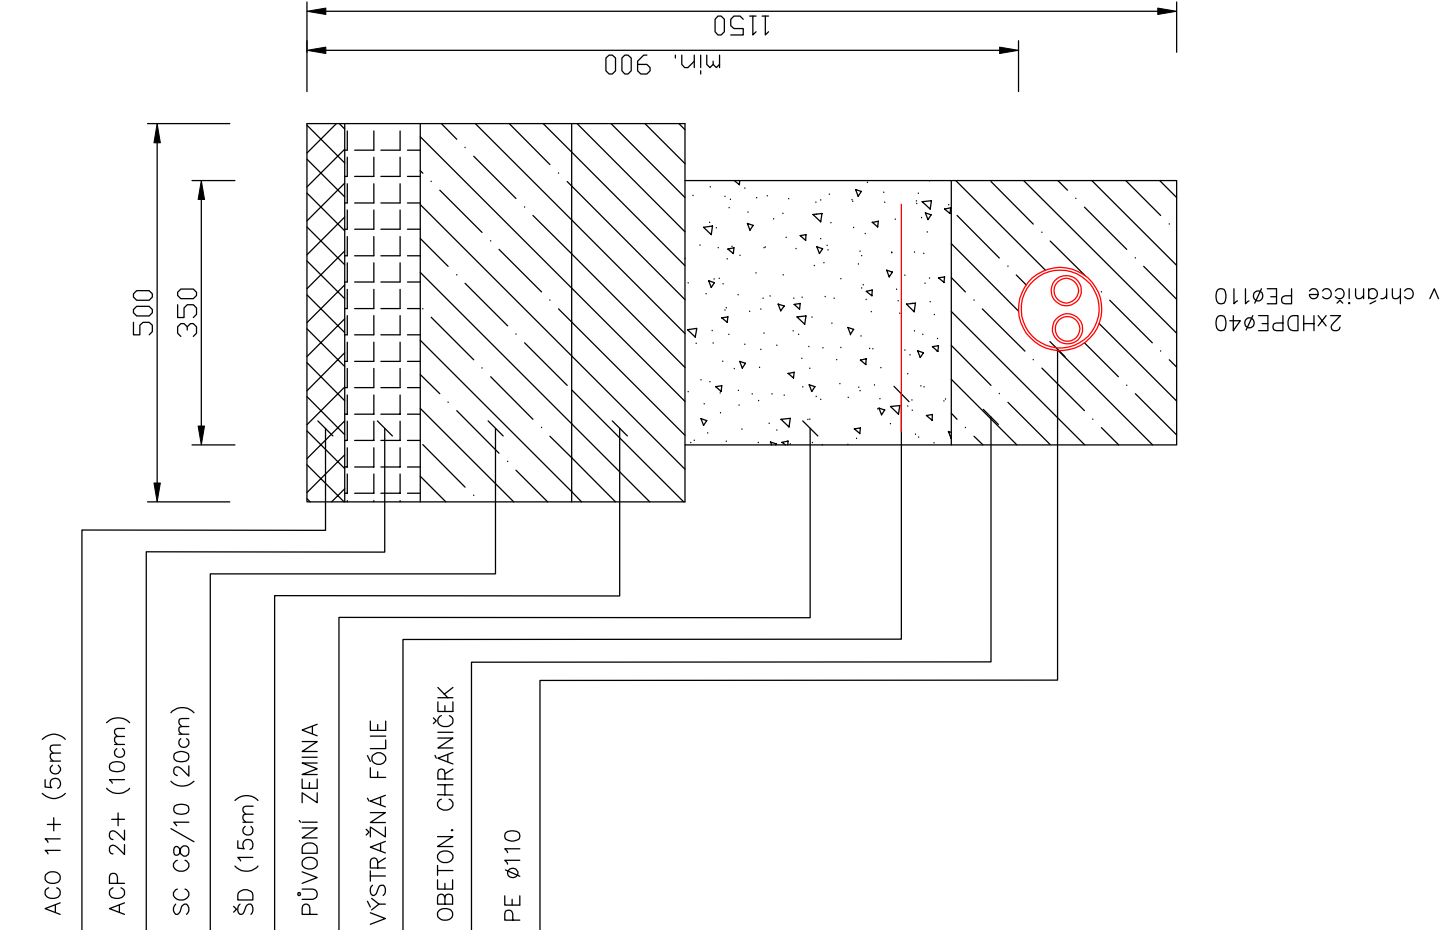 1150
min. 900
500
350
2xHDPEø40
v chráničce PEø110
ACO 11+ (5cm)
ACP 22+ (10cm)
SC C8/10 (20cm)
ŠD (15cm)
PŮVODNÍ ZEMINA
VÝSTRAŽNÁ FÓLIE
OBETON. CHRÁNIČEK
PE ø110